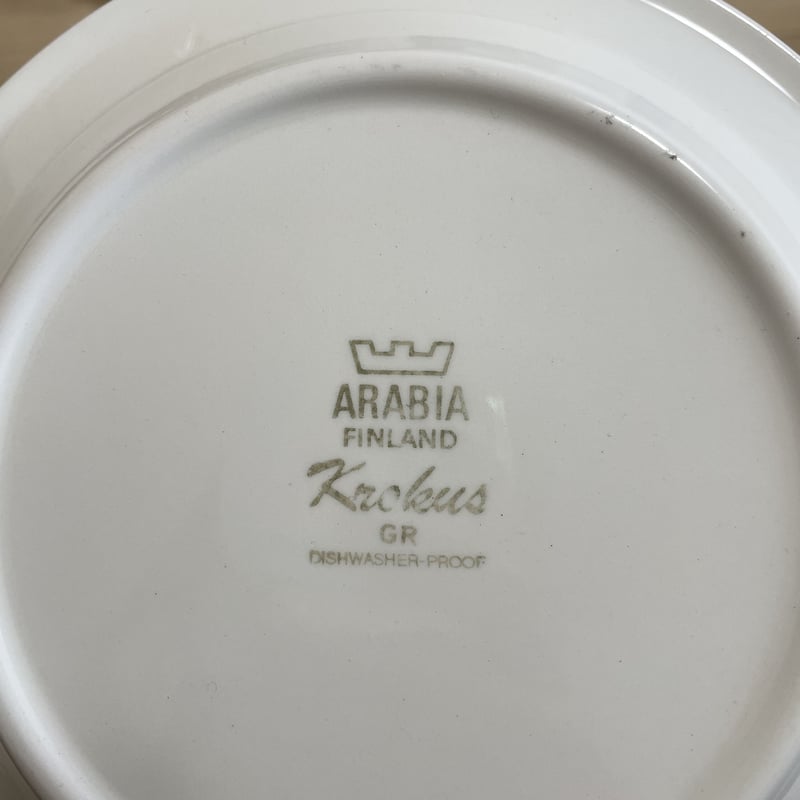 ARABIA
FINLAND
Krokus
GR
DISHWASHER-PROOF